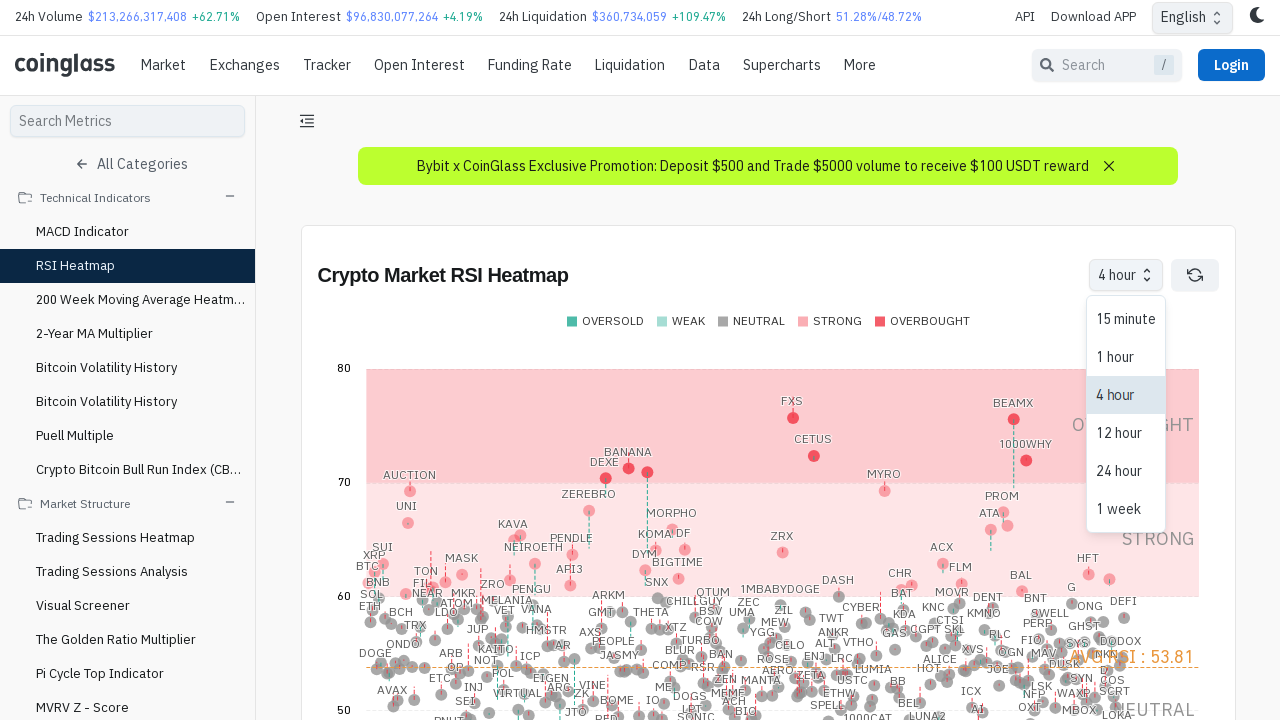 24h Volume $213,266,317,408 +62.71% Open Interest $96,830,077,264 +4.19% 24h Liquidation $360,734,059 +109.47% 24h Long/Short 51.28%/48.72% API Download APP English
coinglass Market Exchanges Tracker Open Interest Funding Rate Liquidation Data Supercharts More Search / Login
Search Metrics
All Categories
Technical Indicators
MACD Indicator
RSI Heatmap
200 Week Moving Average Heatm...
2-Year MA Multiplier
Bitcoin Volatility History
Bitcoin Volatility History
Puell Multiple
Crypto Bitcoin Bull Run Index (CB...
Market Structure
Trading Sessions Heatmap
Trading Sessions Analysis
Visual Screener
The Golden Ratio Multiplier
Pi Cycle Top Indicator
MVRV Z - Score
Bybit x CoinGlass Exclusive Promotion: Deposit $500 and Trade $5000 volume to receive $100 USDT reward
Crypto Market RSI Heatmap
4 hour
15 minute
1 hour
4 hour
12 hour
24 hour
1 week
OVERSOLD WEAK NEUTRAL STRONG OVERBOUGHT
80
FXS BEAMX
CETUS 1000WHY
BANANA
DEXE
AUCTION MYRO
70
ZEREBRO PROM
UNI MORPHO ATA
KAVA
PENDLE KOMA DF ZRX
SUI NEIROETH ACX
XRP MASK DYM HFT
BTC TON API3 BIGTIME CHR FLM BAL
BNB FIL ZRO SNX DASH G
SOL NEAR MKR PENGU OTUM 1MBABYDOGE BAT MOVR
60
ETH ATOM MELANIA ARKM CHILLGUY ZEC CYBER KNC DENT BNT ONG DEFI
BCH LDO VET VANA GMT THETA BESV UMA ZIL KDA KMNO SWELL
TRX JUP HMSTR AXS XTZ COW MEW TWT CTSI PERP GHST
ONDO KAITO AR PEOPLE TURBO YGG ANKR GAS CGPT SKL RLC FIO SYS DODOX
DOGE ARB NOT ICP JASMY BLUR BAN CELO ALT VTHO XVS OGN MAV
STRONG
AVG RSI : 53.81
OP POL EIGEN COMP RSR ROSE ENJ LRC LUMIA ALICE HOT JOE DUSK
ETC INJ VIRTUAL ARG VINE ME ZEN MANTA AERO ZETA USTC BB LSK SYN
AVAX SEI ZK BOME IO DOGS MEME ETHW ICX NFP WAXP SCRT
JTO LPT ACH SPELL BEL OXT MBOX
50 RED SONIC BIO 1000CAT LUNA2 AI NEUTRAL